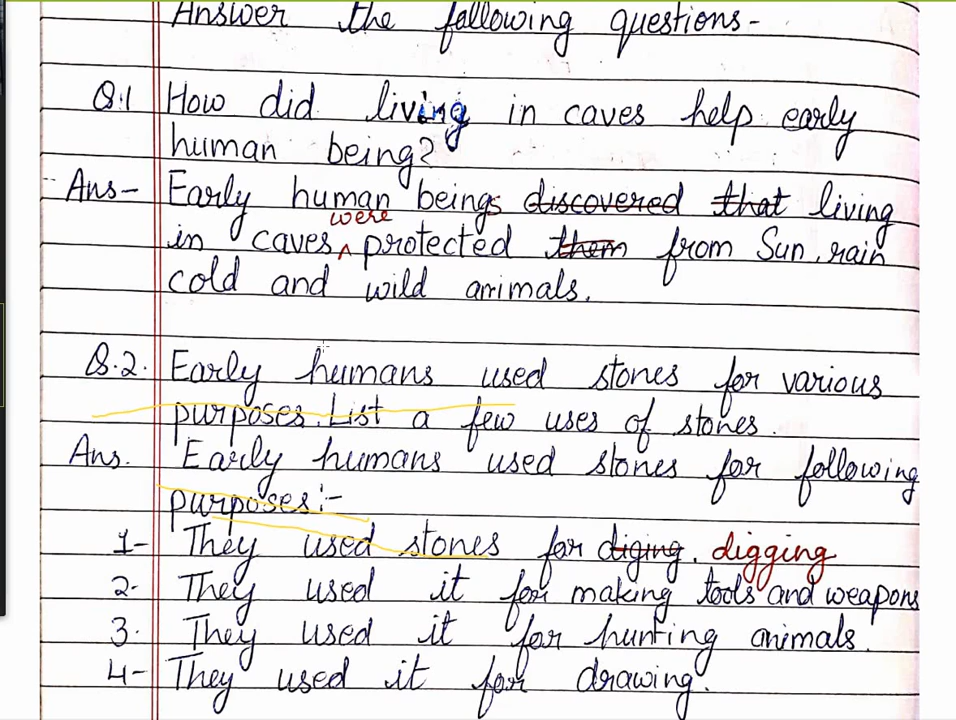 Answer the following questions-
Q.1 How did living in caves help early
human being?
Ans- Early human beings discovered that living
were
in caves ^ protected them from Sun, rain
cold and wild animals.
Q.2. Early humans used stones for various
purposes. List a few uses of stones.
Ans. Early humans used stones for following
purposes:-
1- They used stones for diging. digging
2- They used it for making tools and weapons
3. They used it for hunting animals.
4- They used it for drawing.